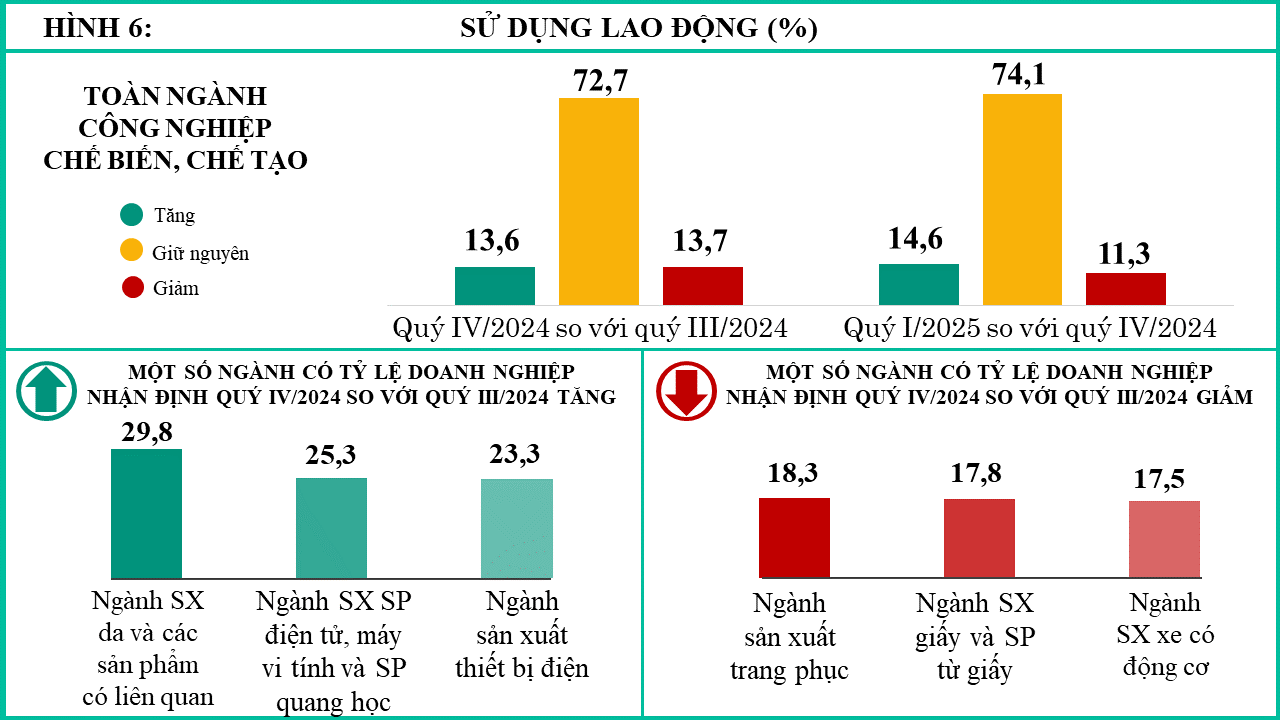 HÌNH 6:
SỬ DỤNG LAO ĐỘNG (%)
TOÀN NGÀNH
CÔNG NGHIỆP
CHẾ BIẾN, CHẾ TẠO
Tăng
Giữ nguyên
Giảm
13,6
72,7
13,7
14,6
74,1
11,3
Quý IV/2024 so với quý III/2024
Quý I/2025 so với quý IV/2024
MỘT SỐ NGÀNH CÓ TỶ LỆ DOANH NGHIỆP
NHẬN ĐỊNH QUÝ IV/2024 SO VỚI QUÝ III/2024 TĂNG
29,8
25,3
23,3
Ngành SX
da và các
sản phẩm
có liên quan
Ngành SX SP
điện tử, máy
vi tính và SP
quang học
Ngành
sản xuất
thiết bị điện
MỘT SỐ NGÀNH CÓ TỶ LỆ DOANH NGHIỆP
NHẬN ĐỊNH QUÝ IV/2024 SO VỚI QUÝ III/2024 GIẢM
18,3
17,8
17,5
Ngành
sản xuất
trang phục
Ngành SX
giấy và SP
từ giấy
Ngành
SX xe có
động cơ